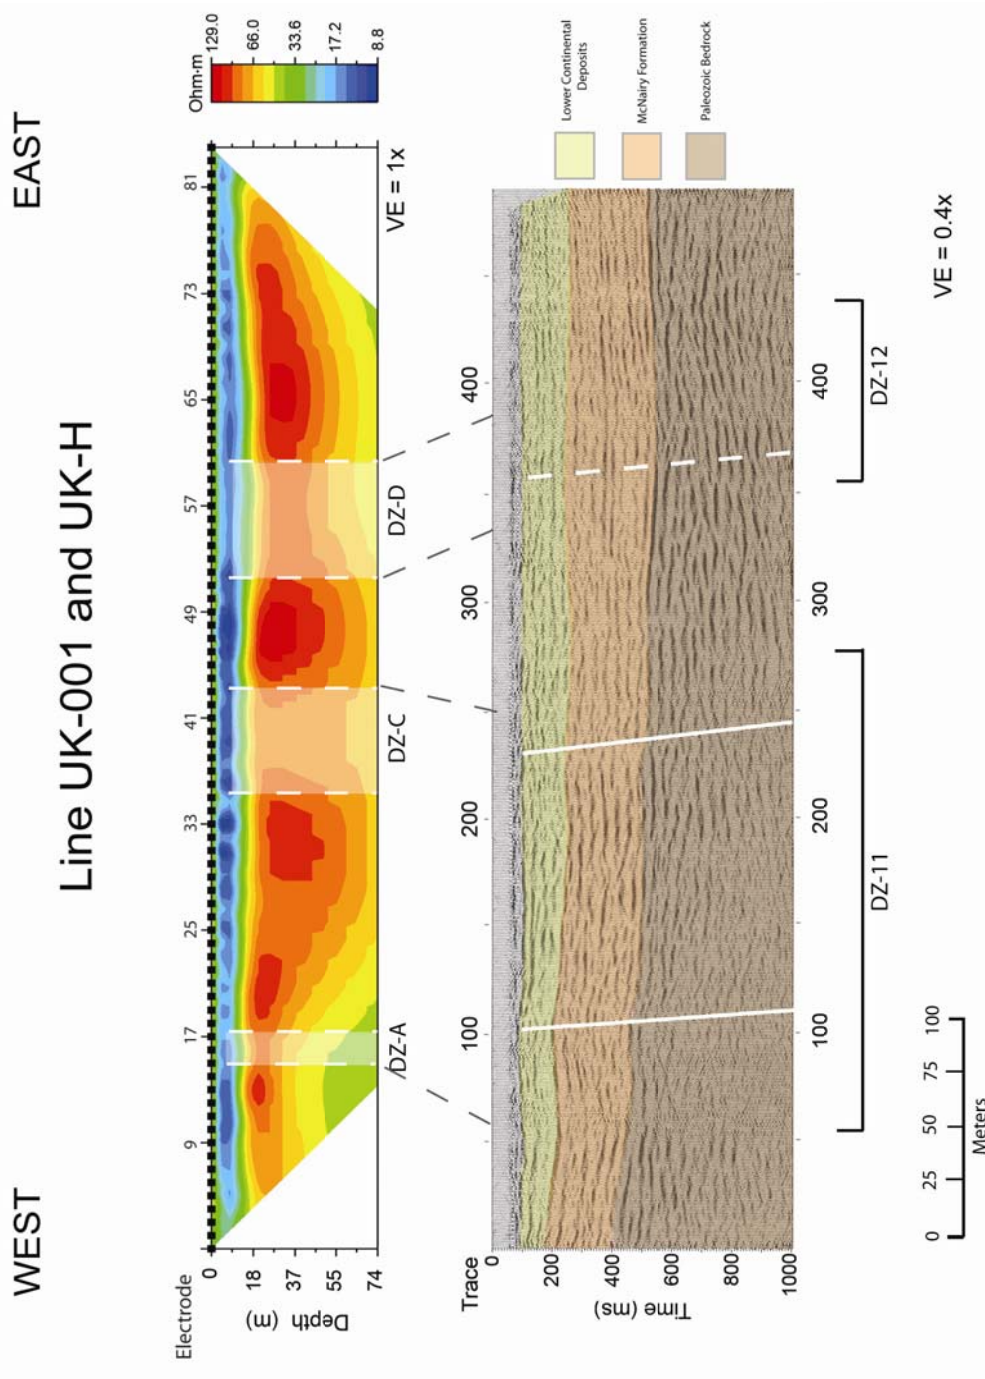 Line UK-001 and UK-H
WEST
EAST
Electrode
9
17
25
33
41
49
57
65
73
81
0
18
37
55
74
Depth (m)
DZ-A
DZ-C
DZ-D
VE = 1x
Ohm-m
129.0
66.0
33.6
17.2
8.8
Trace
100
200
300
400
0
200
400
600
800
1000
Time (ms)
100
200
300
400
Lower Continental
Deposits
McNairy Formation
Paleozoic Bedrock
DZ-11
DZ-12
VE = 0.4x
0
25
50
75
100
Meters